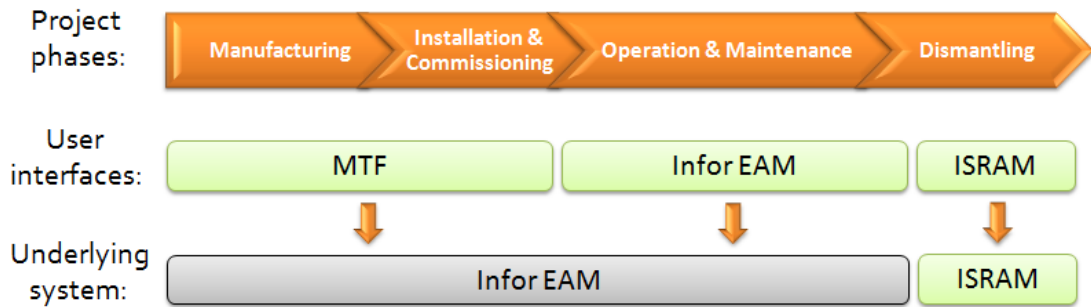 Project
phases:
Manufacturing
Installation &
Commissioning
Operation & Maintenance
Dismantling
User
interfaces:
MTF
Infor EAM
ISRAM
Underlying
system:
Infor EAM
ISRAM